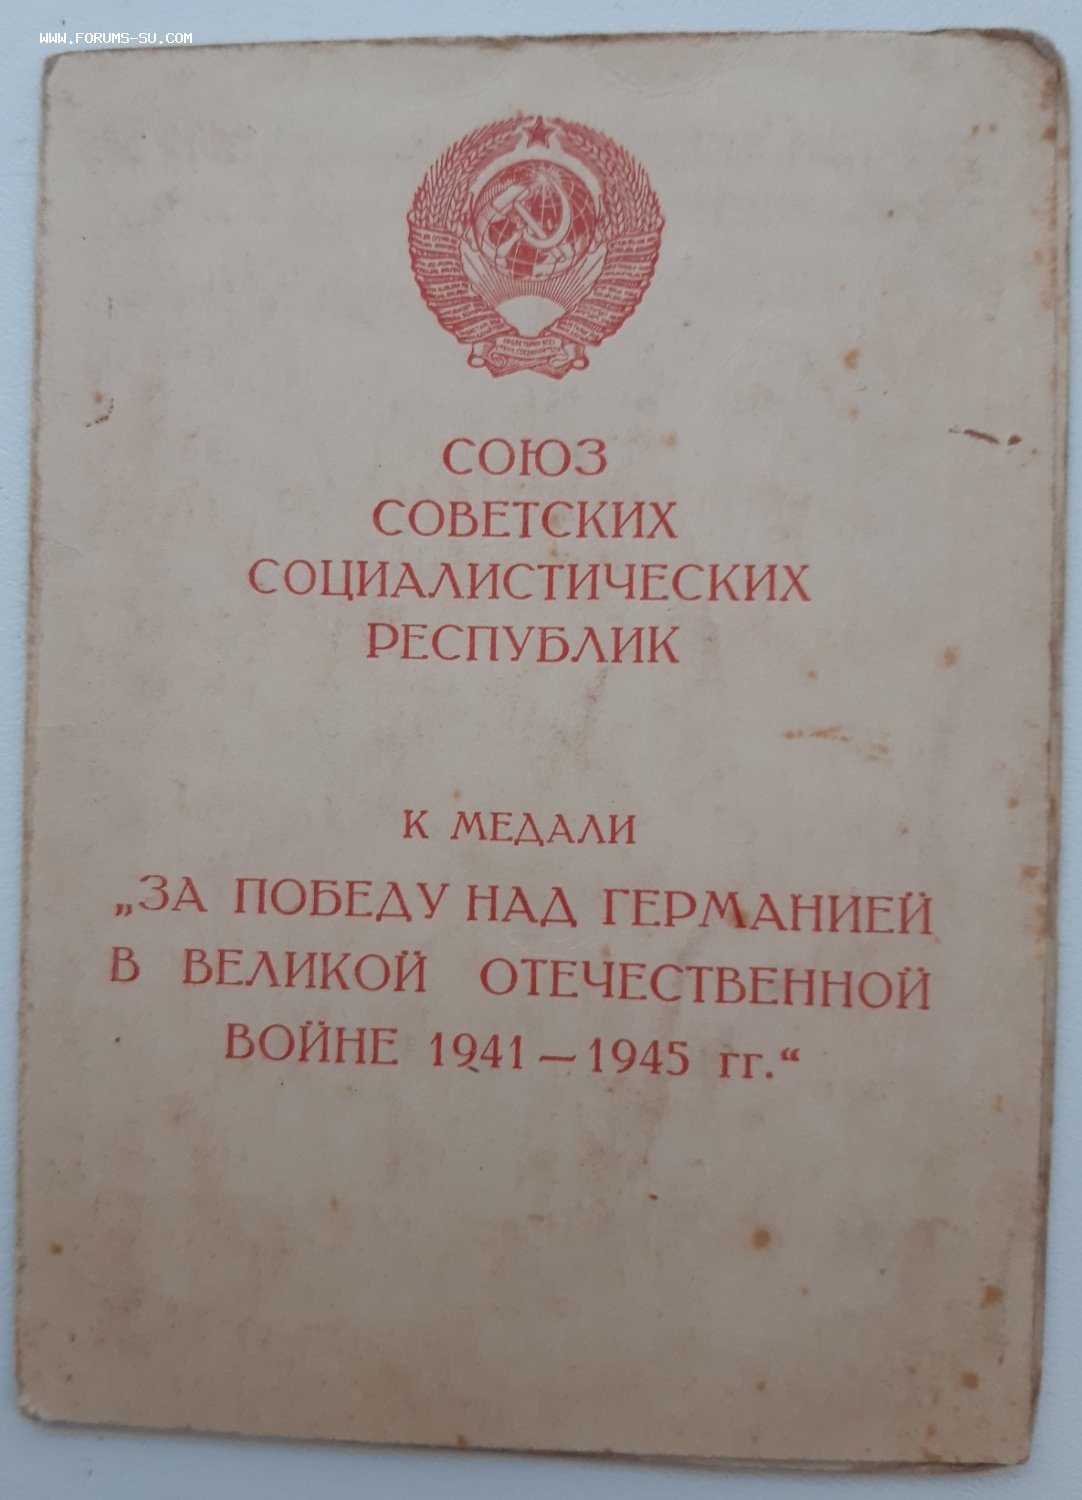 WWW.FORUMS-SU.COM
СОЮЗ
СОВЕТСКИХ
СОЦИАЛИСТИЧЕСКИХ
РЕСПУБЛИК
К МЕДАЛИ
„ЗА ПОБЕДУ НАД ГЕРМАНИЕЙ
В ВЕЛИКОЙ ОТЕЧЕСТВЕННОЙ
ВОЙНЕ 1941 — 1945 гг.“